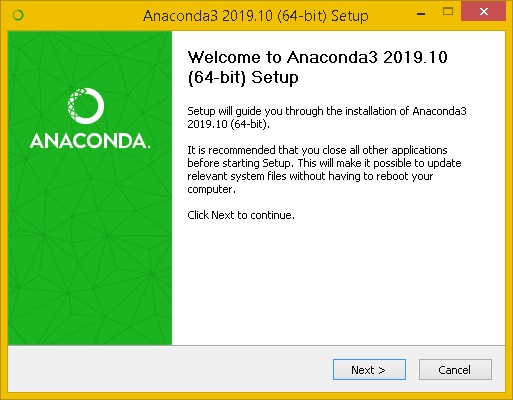 Anaconda3 2019.10 (64-bit) Setup
ANACONDA.
Welcome to Anaconda3 2019.10
(64-bit) Setup
Setup will guide you through the installation of Anaconda3
2019.10 (64-bit).
It is recommended that you close all other applications
before starting Setup. This will make it possible to update
relevant system files without having to reboot your
computer.
Click Next to continue.
Next >
Cancel